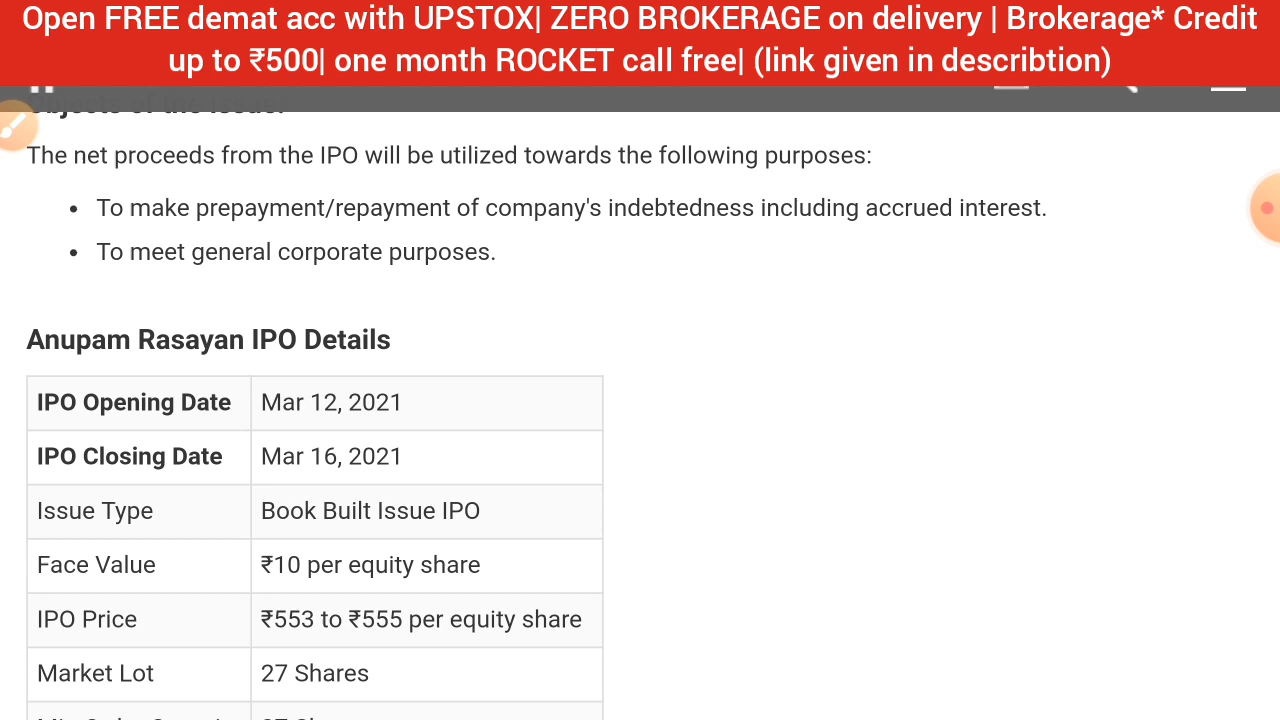 Open FREE demat acc with UPSTOX| ZERO BROKERAGE on delivery | Brokerage* Credit
up to ₹500| one month ROCKET call free| (link given in describtion)
Objects of the Issue:
The net proceeds from the IPO will be utilized towards the following purposes:
• To make prepayment/repayment of company's indebtedness including accrued interest.
• To meet general corporate purposes.
Anupam Rasayan IPO Details
IPO Opening Date Mar 12, 2021
IPO Closing Date Mar 16, 2021
Issue Type Book Built Issue IPO
Face Value ₹10 per equity share
IPO Price ₹553 to ₹555 per equity share
Market Lot 27 Shares